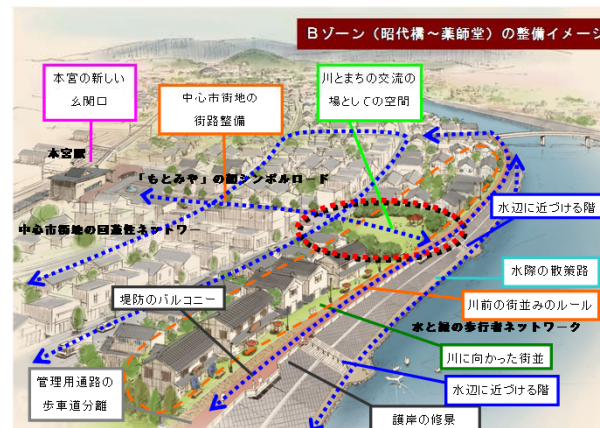 Bゾーン（昭代橋～薬師堂）の整備イメージ
本宮の新しい
玄関口
中心市街地の
街路整備
川とまちの交流の
場としての空間
本宮駅
「もとみや」の顔シンボルロード
中心市街地の回遊性ネットワー
水辺に近づける階
水際の散策路
堤防のバルコニー
川前の街並みのルール
水と緑の歩行者ネットワーク
川に向かった街並
管理用通路の
歩車道分離
水辺に近づける階
護岸の修景